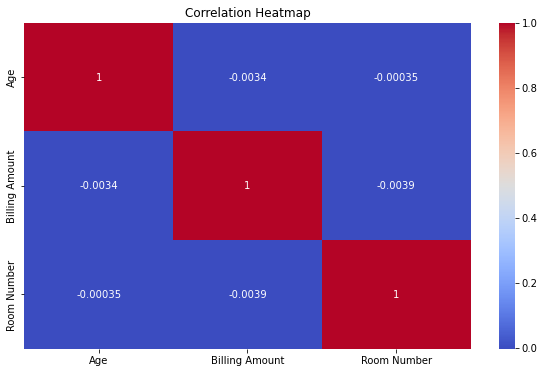 Correlation Heatmap
Age
1
-0.0034
-0.00035
Billing Amount
-0.0034
1
-0.0039
Room Number
-0.00035
-0.0039
1
Age
Billing Amount
Room Number
1.0
0.8
0.6
0.4
0.2
0.0